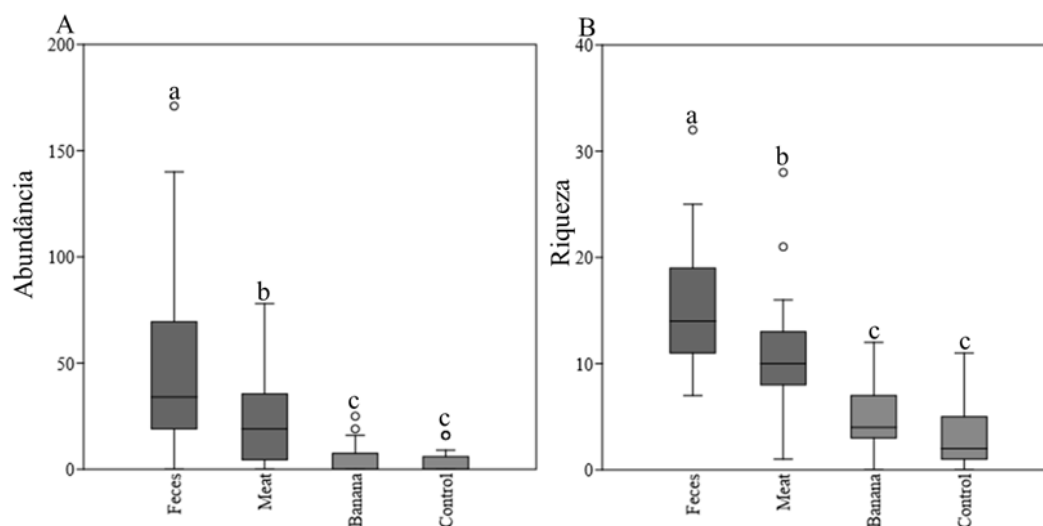 A
Abundância
200
150
100
50
0
a
b
c
c
Feces
Meat
Banana
Control
B
Riqueza
40
30
20
10
0
a
b
c
c
Feces
Meat
Banana
Control